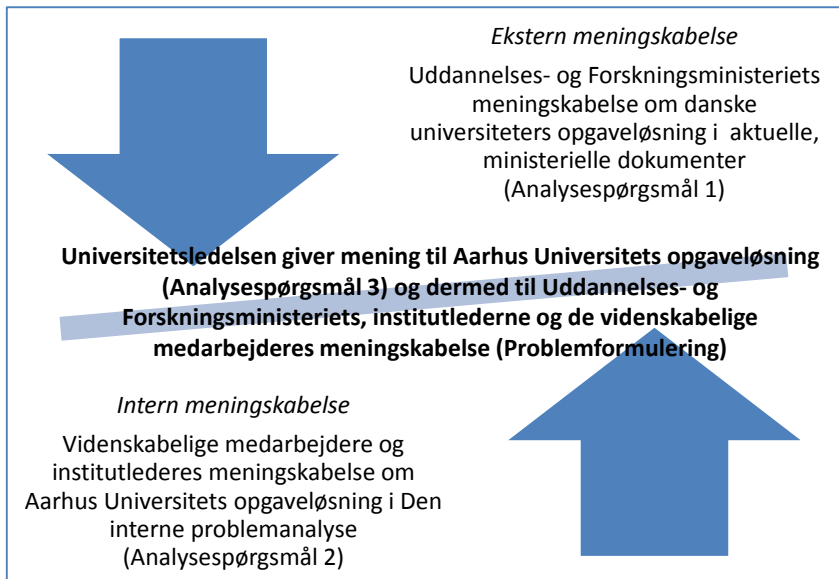 Ekstern meningskabelse
Uddannelses- og Forskningsministeriets
meningskabelse om danske
universiteters opgaveløsning i aktuelle,
ministerielle dokumenter
(Analysespørgsmål 1)
Universitetsledelsen giver mening til Aarhus Universitets opgaveløsning
(Analysespørgsmål 3) og dermed til Uddannelses- og
Forskningsministeriets, institutlederne og de videnskabelige
medarbejderes meningskabelse (Problemformulering)
Intern meningskabelse
Videnskabelige medarbejdere og
institutlederes meningskabelse om
Aarhus Universitets opgaveløsning i Den
interne problemanalyse
(Analysespørgsmål 2)